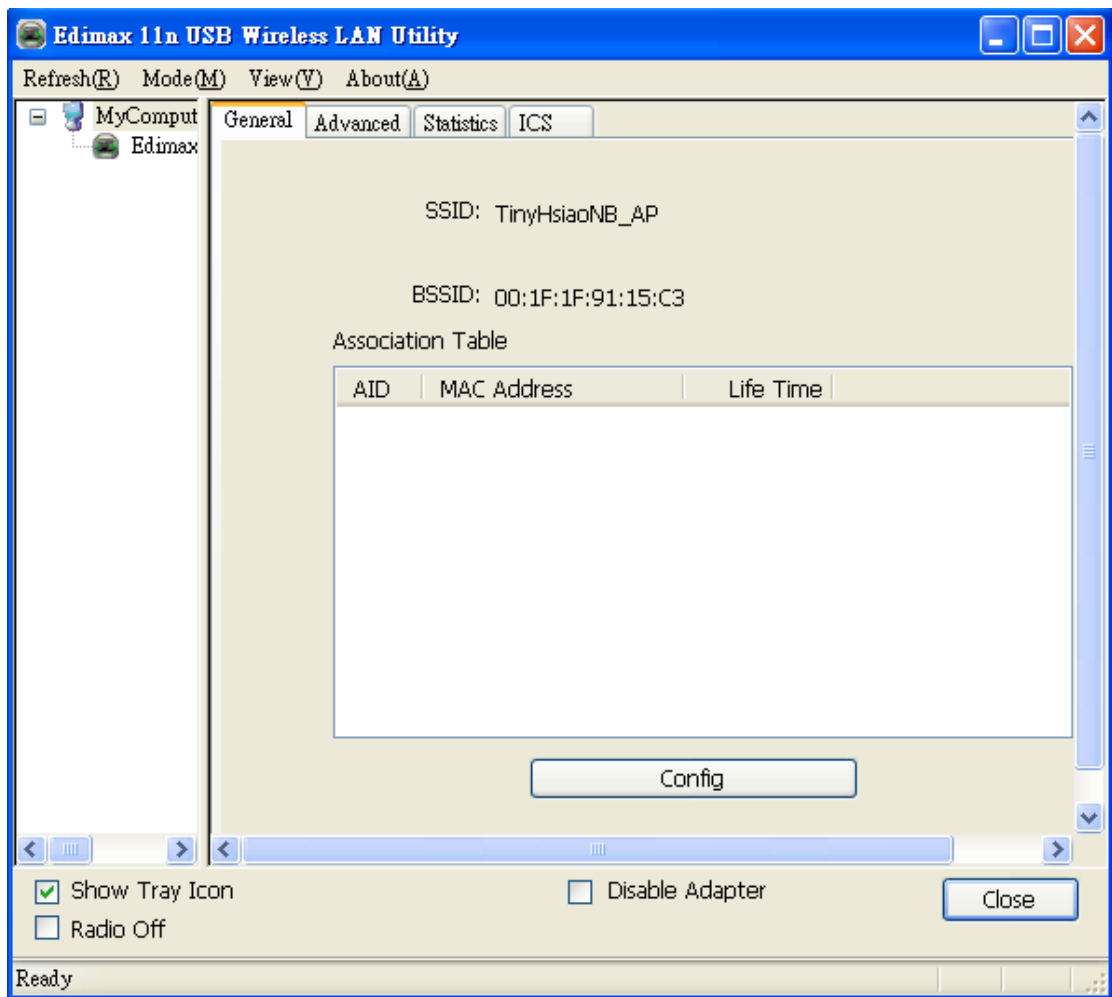 Edimax 11n USB Wireless LAN Utility
Refresh(R) Mode(M) View(V) About(A)
MyComput
Edimax
General Advanced Statistics ICS
SSID: TinyHsiaoNB_AP
BSSID: 00:1F:1F:91:15:C3
Association Table
AID MAC Address Life Time
Config
Show Tray Icon
Disable Adapter
Radio Off
Close
Ready